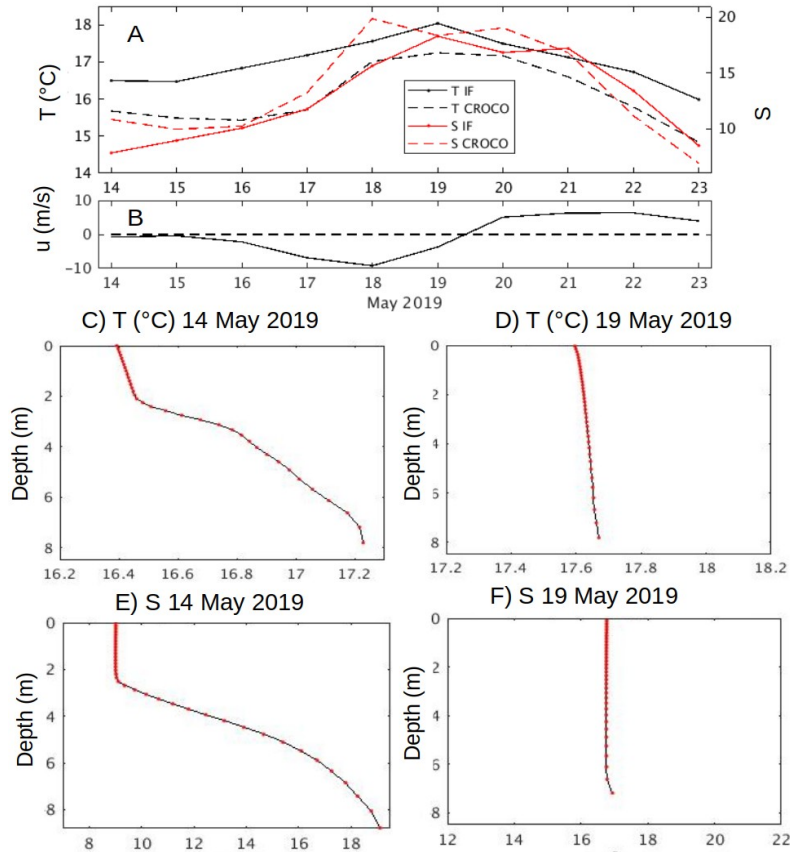 A
T (°C)
18
17
16
15
14
20
15
10
S
T IF
T CROCO
S IF
S CROCO
14 15 16 17 18 19 20 21 22 23
B
u (m/s)
10
0
−10
14 15 16 17 18 19 20 21 22 23
May 2019
C) T (°C) 14 May 2019
Depth (m)
0
2
4
6
8
16.2 16.4 16.6 16.8 17 17.2
D) T (°C) 19 May 2019
Depth (m)
0
2
4
6
8
17.2 17.4 17.6 17.8 18 18.2
E) S 14 May 2019
Depth (m)
0
2
4
6
8
8 10 12 14 16 18
F) S 19 May 2019
Depth (m)
0
2
4
6
8
12 14 16 18 20 22